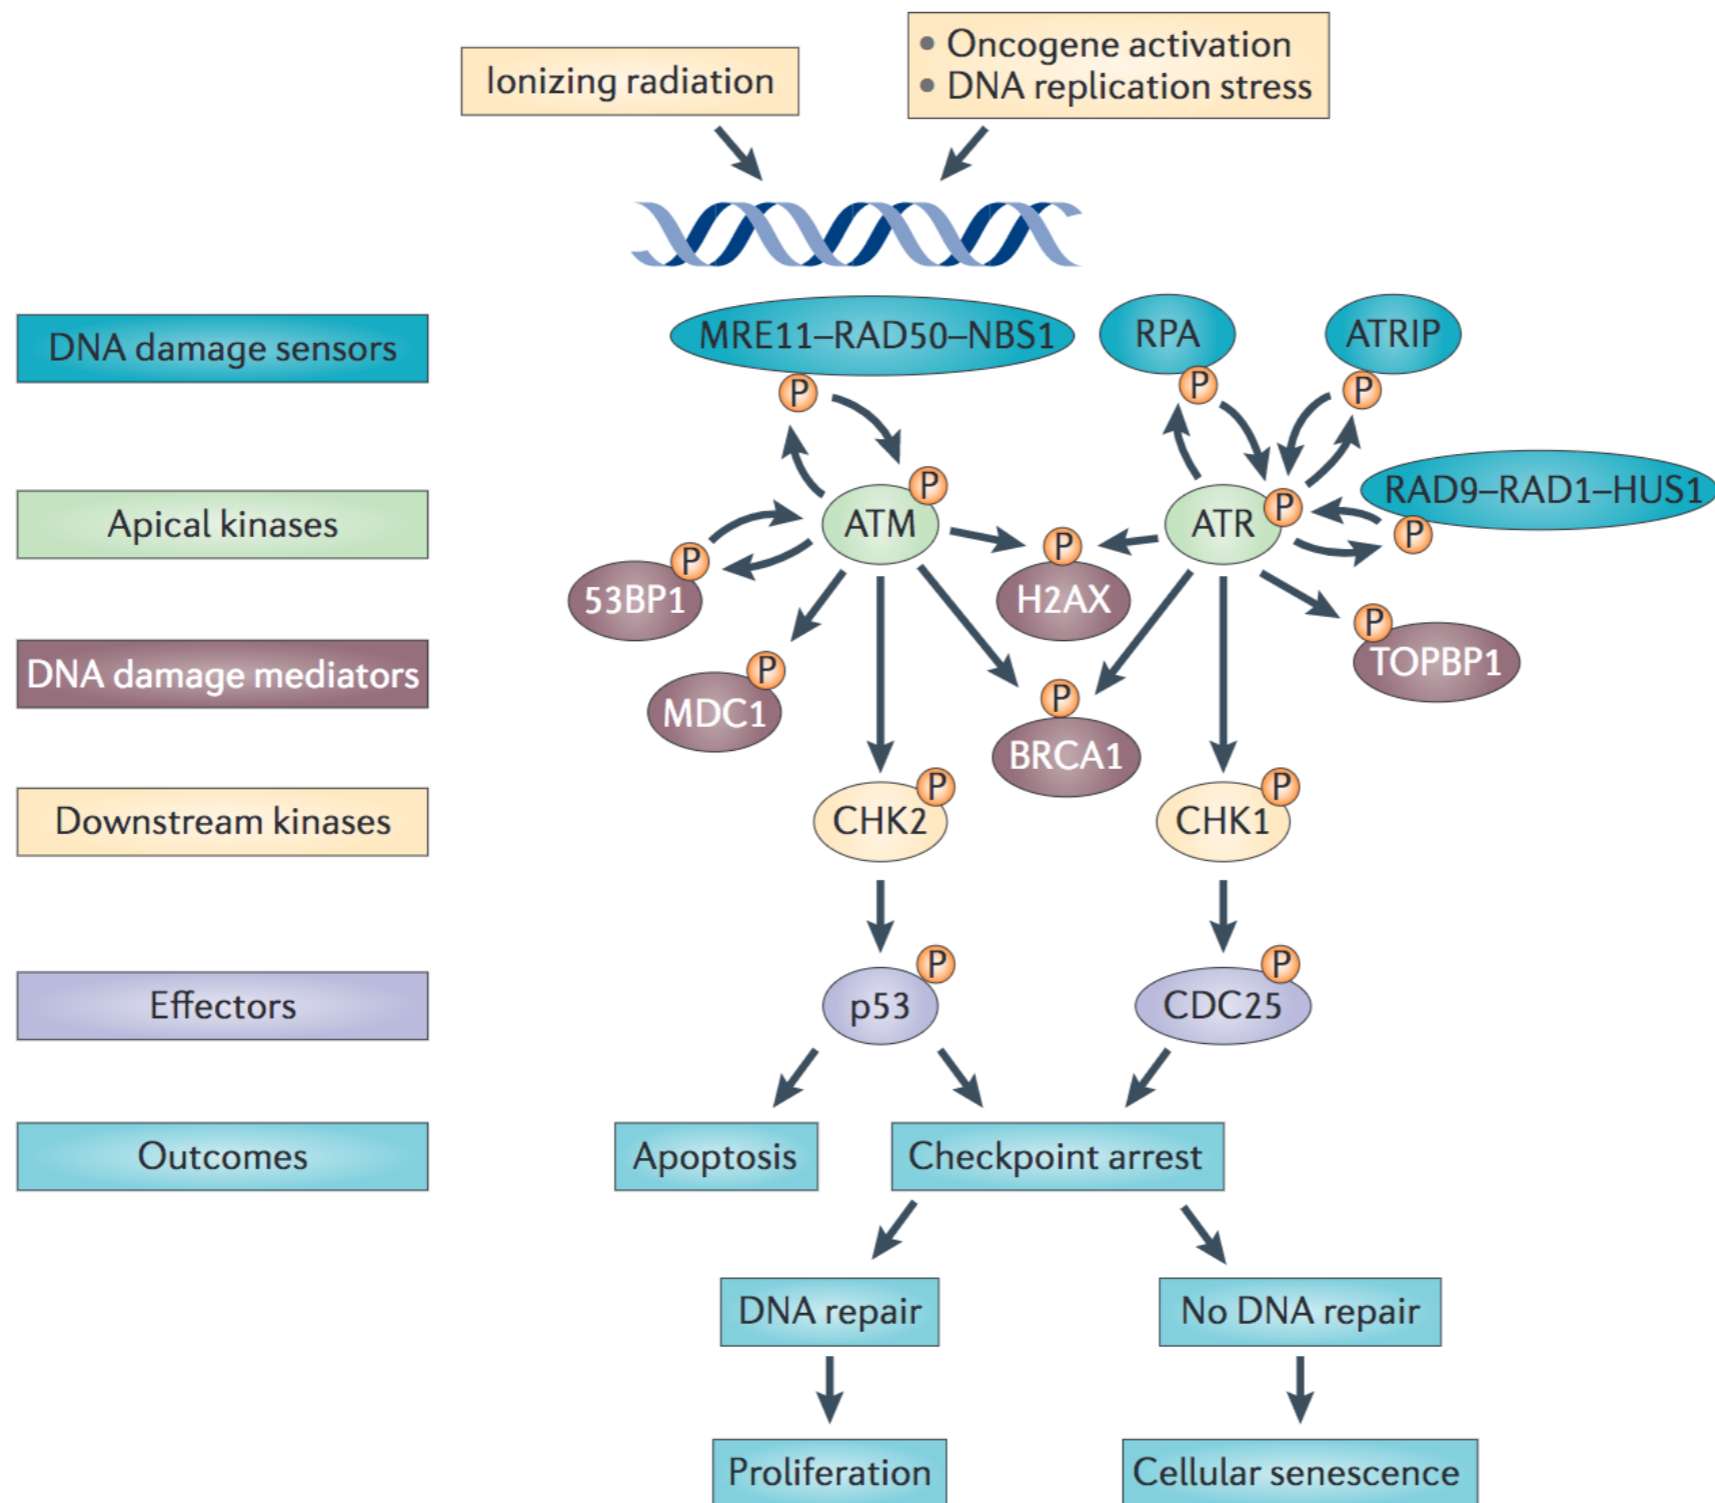 Ionizing radiation
• Oncogene activation
• DNA replication stress
DNA damage sensors
MRE11–RAD50–NBS1
RPA
ATRIP
P
P
P
Apical kinases
ATM
P
ATR
P
RAD9–RAD1–HUS1
P
53BP1
P
H2AX
P
DNA damage mediators
MDC1
P
BRCA1
P
TOPBP1
P
Downstream kinases
CHK2
P
CHK1
P
Effectors
p53
P
CDC25
P
Outcomes
Apoptosis
Checkpoint arrest
DNA repair
No DNA repair
Proliferation
Cellular senescence